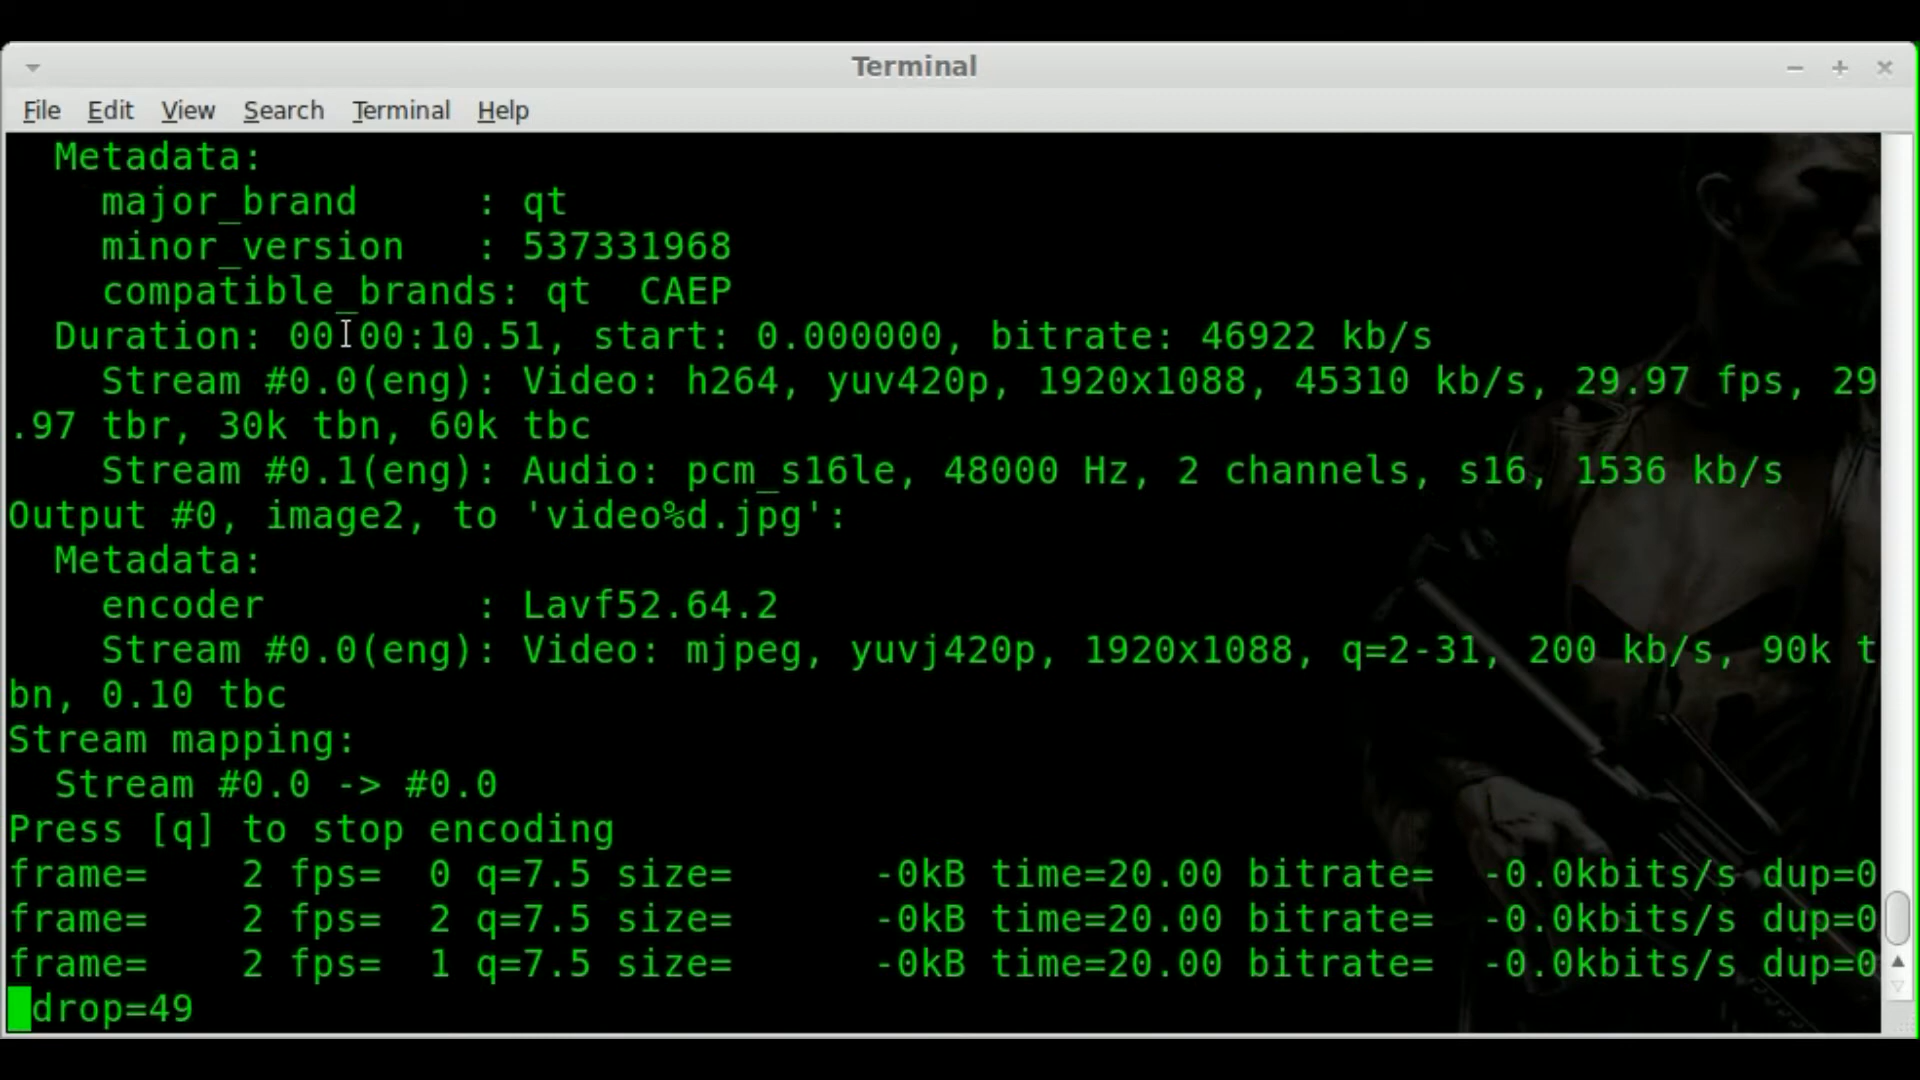 Terminal
File Edit View Search Terminal Help
Metadata:
major_brand : qt
minor_version : 537331968
compatible_brands: qt CAEP
Duration: 00:00:10.51, start: 0.000000, bitrate: 46922 kb/s
Stream #0.0(eng): Video: h264, yuv420p, 1920x1088, 45310 kb/s, 29.97 fps, 29
.97 tbr, 30k tbn, 60k tbc
Stream #0.1(eng): Audio: pcm_s16le, 48000 Hz, 2 channels, s16, 1536 kb/s
Output #0, image2, to 'video%d.jpg':
Metadata:
encoder : Lavf52.64.2
Stream #0.0(eng): Video: mjpeg, yuvj420p, 1920x1088, q=2-31, 200 kb/s, 90k t
bn, 0.10 tbc
Stream mapping:
Stream #0.0 -> #0.0
Press [q] to stop encoding
frame= 2 fps= 0 q=7.5 size= -0kB time=20.00 bitrate= -0.0kbits/s dup=0
frame= 2 fps= 2 q=7.5 size= -0kB time=20.00 bitrate= -0.0kbits/s dup=0
frame= 2 fps= 1 q=7.5 size= -0kB time=20.00 bitrate= -0.0kbits/s dup=0
drop=49